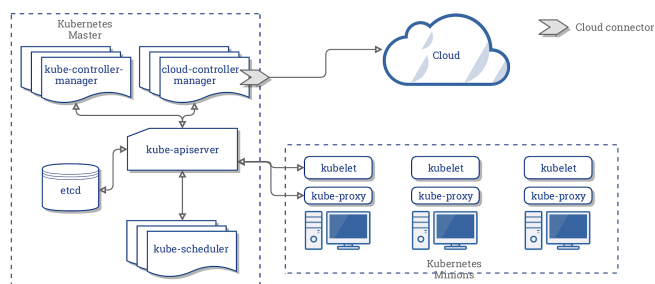 Kubernetes
Master
Cloud connector
Cloud
kube-controller-
manager
cloud-controller
manager
kube-apiserver
etcd
kubelet
kubelet
kubelet
kube-proxy
kube-proxy
kube-proxy
kube-scheduler
Kubernetes
Minions